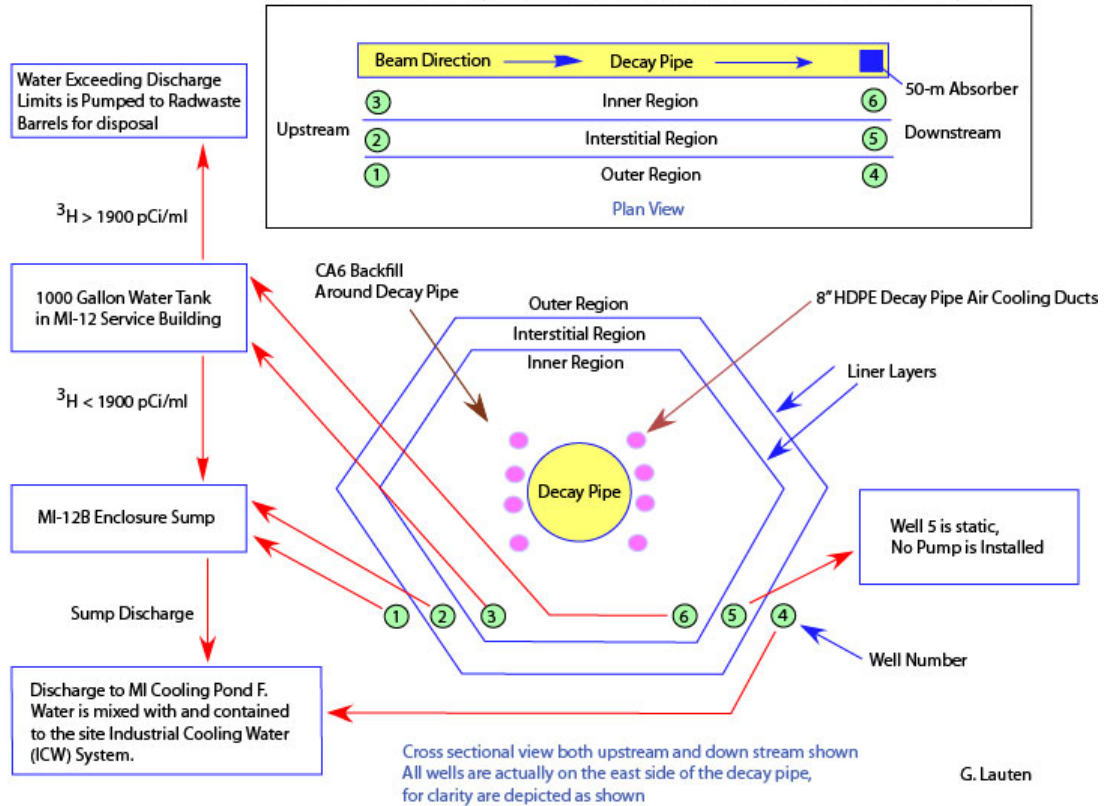 Beam Direction
Decay Pipe
50-m Absorber
Upstream
3
Inner Region
6
Downstream
2
Interstitial Region
5
1
Outer Region
4
Plan View
Water Exceeding Discharge
Limits is Pumped to Radwaste
Barrels for disposal
³H > 1900 pCi/ml
1000 Gallon Water Tank
in MI-12 Service Building
³H < 1900 pCi/ml
MI-12B Enclosure Sump
Sump Discharge
Discharge to MI Cooling Pond F.
Water is mixed with and contained
to the site Industrial Cooling Water
(ICW) System.
CA6 Backfill
Around Decay Pipe
8" HDPE Decay Pipe Air Cooling Ducts
Outer Region
Interstitial Region
Inner Region
Liner Layers
Decay Pipe
Well 5 is static,
No Pump is Installed
1 2 3 6 5 4
Well Number
Cross sectional view both upstream and down stream shown
All wells are actually on the east side of the decay pipe,
for clarity are depicted as shown
G. Lauten